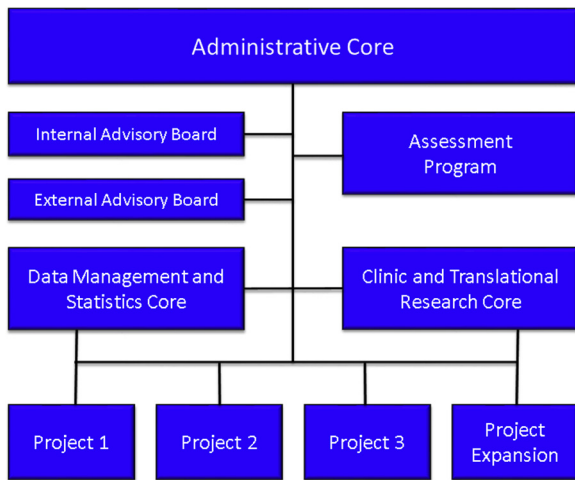 Administrative Core
Internal Advisory Board
Assessment
Program
External Advisory Board
Data Management and
Statistics Core
Clinic and Translational
Research Core
Project 1
Project 2
Project 3
Project
Expansion